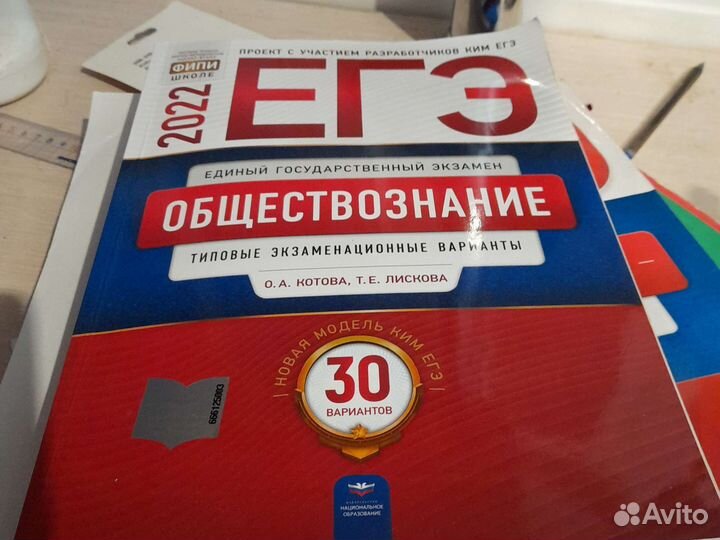 ПРОЕКТ С УЧАСТИЕМ РАЗРАБОТЧИКОВ КИМ ЕГЭ
ФИПИ
ШКОЛЕ
2022
ЕГЭ
ЕДИНЫЙ ГОСУДАРСТВЕННЫЙ ЭКЗАМЕН
ОБЩЕСТВОЗНАНИЕ
ТИПОВЫЕ ЭКЗАМЕНАЦИОННЫЕ ВАРИАНТЫ
О.А. КОТОВА, Т.Е. ЛИСКОВА
НОВАЯ МОДЕЛЬ КИМ ЕГЭ
30
ВАРИАНТОВ
666125003
НАЦИОНАЛЬНОЕ
ОБРАЗОВАНИЕ
Avito